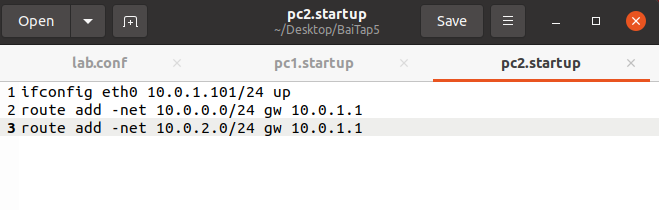 Open
pc2.startup
~/Desktop/BaiTap5
Save
lab.conf
pc1.startup
pc2.startup
1 ifconfig eth0 10.0.1.101/24 up
2 route add -net 10.0.0.0/24 gw 10.0.1.1
3 route add -net 10.0.2.0/24 gw 10.0.1.1